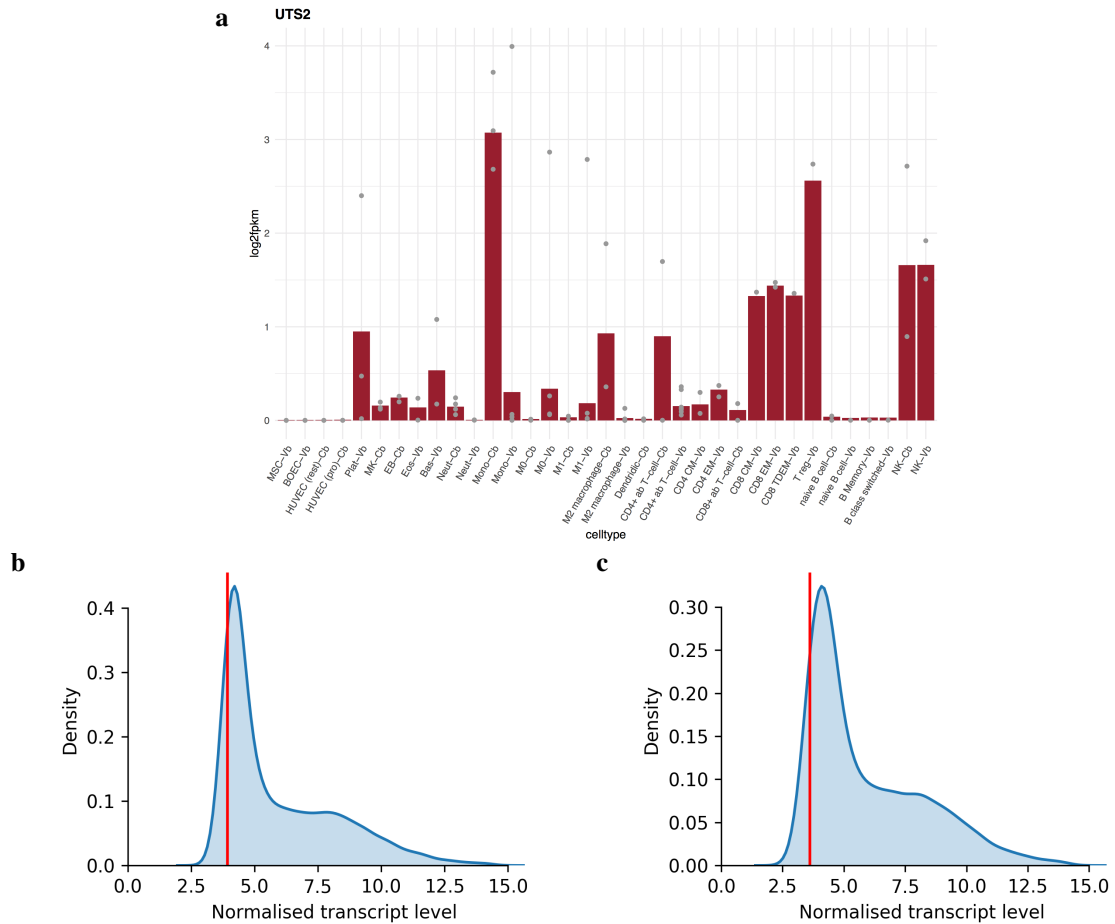 a
UTS2
4
3
2
1
0
log2fpkm
MSC–Vb
BOEC–Vb
HUVEC (rest)–Cb
HUVEC (pro)–Cb
Plat–Vb
MK–Cb
EB–Cb
Eos–Vb
Bas–Vb
Neut–Cb
Neut–Vb
Mono–Cb
Mono–Vb
M0–Cb
M0–Vb
M1–Cb
M1–Vb
M2 macrophage–Cb
M2 macrophage–Vb
Dendridic–Cb
CD4+ ab T–cell–Cb
CD4+ ab T–cell–Vb
CD4 CM–Vb
CD4 EM–Vb
CD8+ ab T–cell–Cb
CD8 CM–Vb
CD8 EM–Vb
CD8 TDEM–Vb
T reg–Vb
naive B cell–Cb
naive B cell–Vb
B Memory–Vb
B class switched–Vb
NK–Cb
NK–Vb
celltype
b
0.4
0.3
0.2
0.1
0.0
Density
0.0 2.5 5.0 7.5 10.0 12.5 15.0
Normalised transcript level
c
0.30
0.25
0.20
0.15
0.10
0.05
0.00
Density
0.0 2.5 5.0 7.5 10.0 12.5 15.0
Normalised transcript level